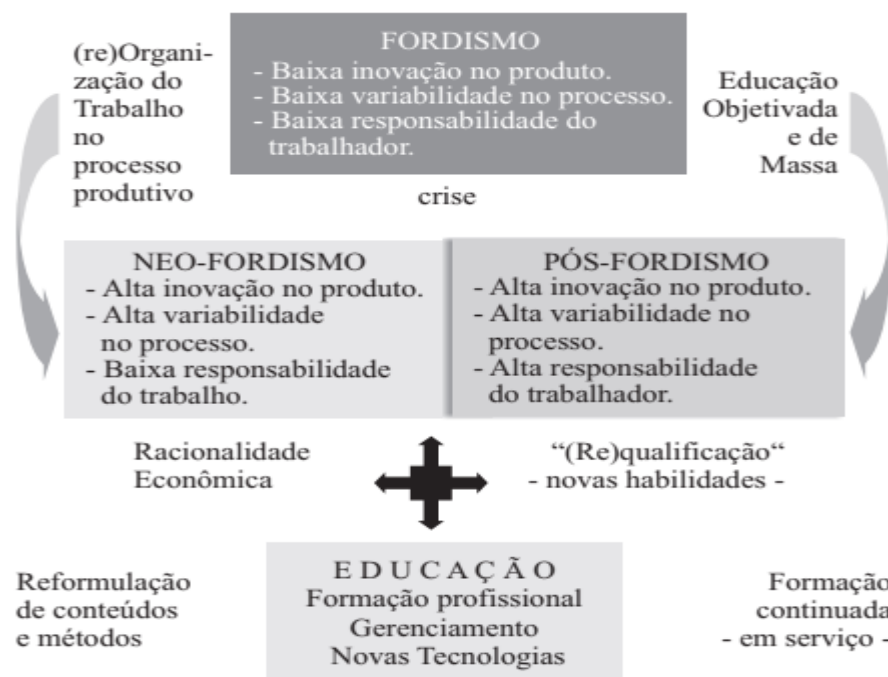 (re)Organi-
zação do
Trabalho
no
processo
produtivo
FORDISMO
- Baixa inovação no produto.
- Baixa variabilidade no processo.
- Baixa responsabilidade do
trabalhador.
Educação
Objetivada
e de
Massa
crise
NEO-FORDISMO
- Alta inovação no produto.
- Alta variabilidade
no processo.
- Baixa responsabilidade
do trabalho.
PÓS-FORDISMO
- Alta inovação no produto.
- Alta variabilidade no
processo.
- Alta responsabilidade
do trabalhador.
Racionalidade
Econômica
“(Re)qualificação“
- novas habilidades -
Reformulação
de conteúdos
e métodos
E D U C A Ç Ã O
Formação profissional
Gerenciamento
Novas Tecnologias
Formação
continuada
- em serviço -